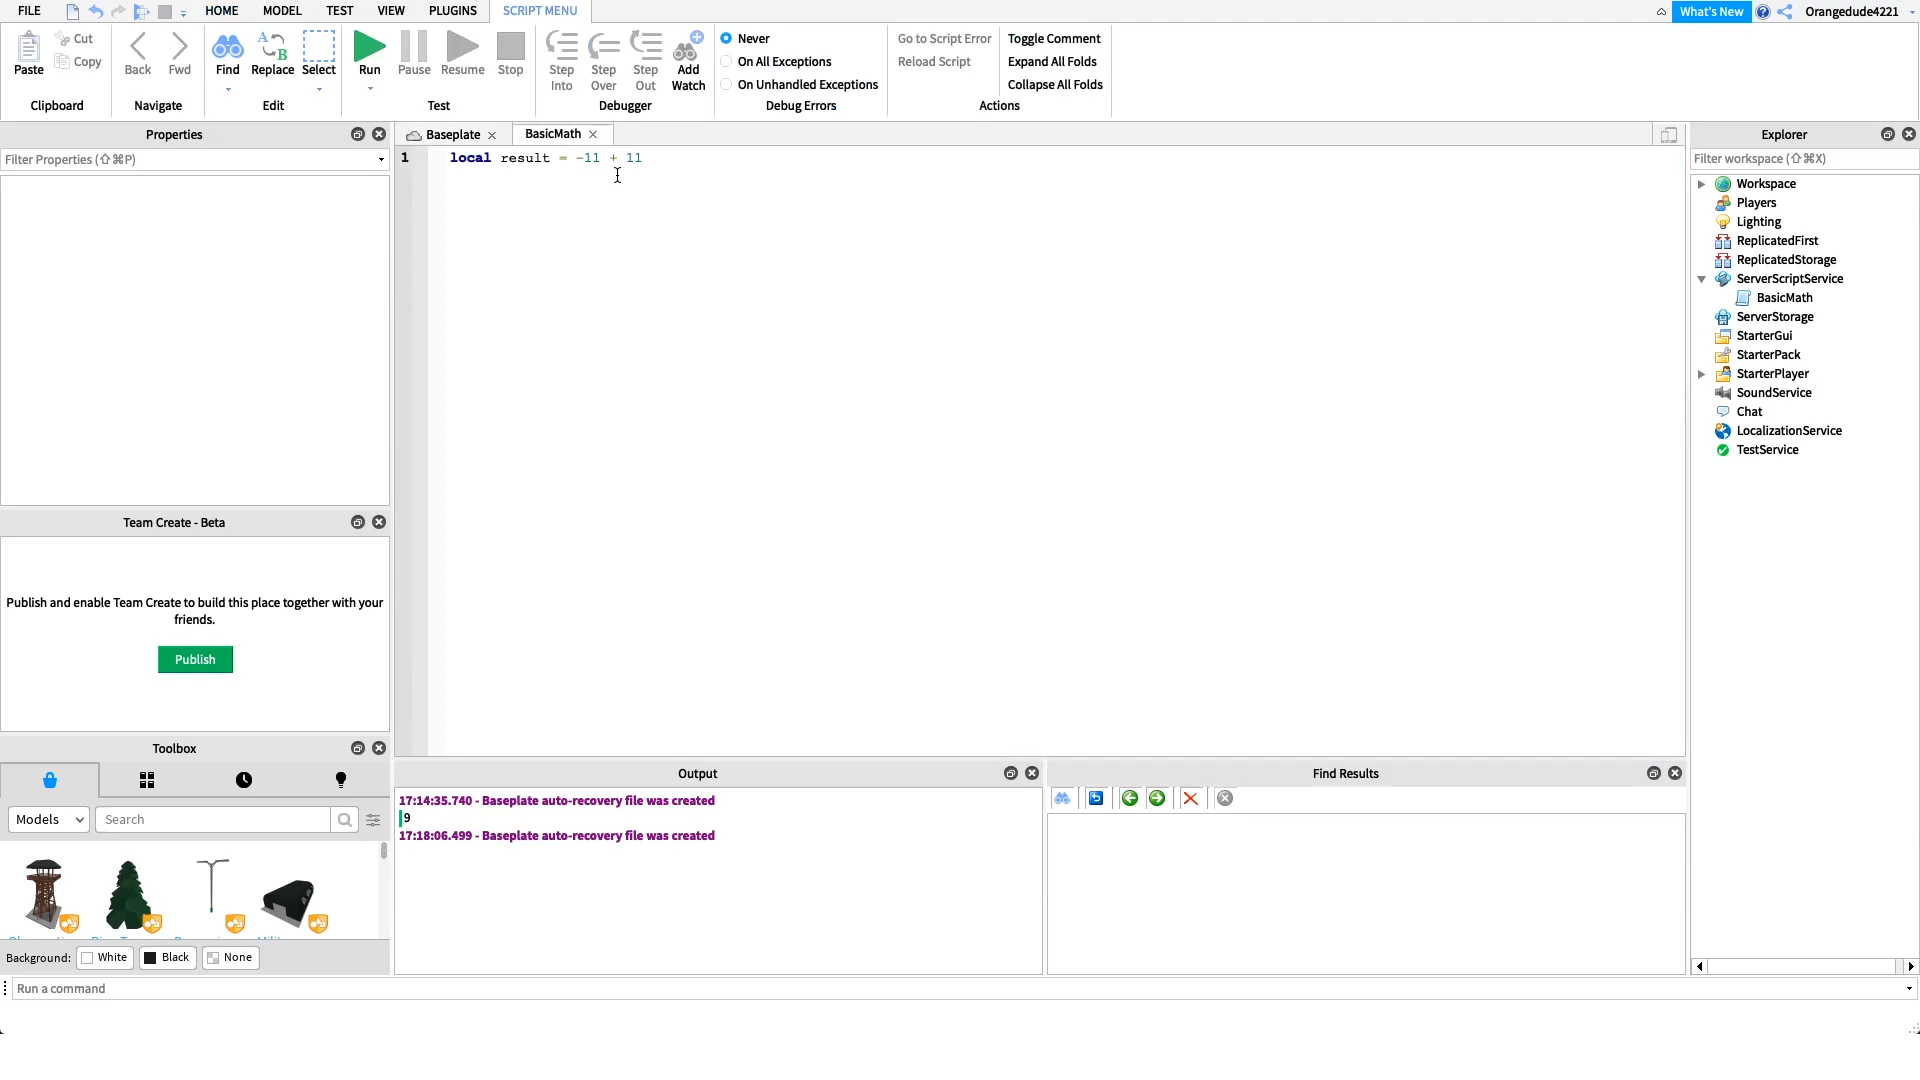 FILE HOME MODEL TEST VIEW PLUGINS SCRIPT MENU What's New Orangedude4221
Paste Cut Copy Back Fwd Find Replace Select Run Pause Resume Stop Step Into Step Over Step Out Add Watch
Never Go to Script Error Toggle Comment
On All Exceptions Reload Script Expand All Folds
On Unhandled Exceptions Collapse All Folds
Clipboard Navigate Edit Test Debugger Debug Errors Actions
Properties Baseplate BasicMath Explorer
Filter Properties (⇧⌘P)
1 local result = -11 + 11
Filter workspace (⇧⌘X)
Workspace
Players
Lighting
ReplicatedFirst
ReplicatedStorage
ServerScriptService
BasicMath
ServerStorage
StarterGui
StarterPack
StarterPlayer
SoundService
Chat
LocalizationService
TestService
Team Create - Beta
Publish and enable Team Create to build this place together with your
friends.
Publish
Toolbox
Models Search
Background: White Black None
Output
17:14:35.740 - Baseplate auto-recovery file was created
9
17:18:06.499 - Baseplate auto-recovery file was created
Find Results
Run a command